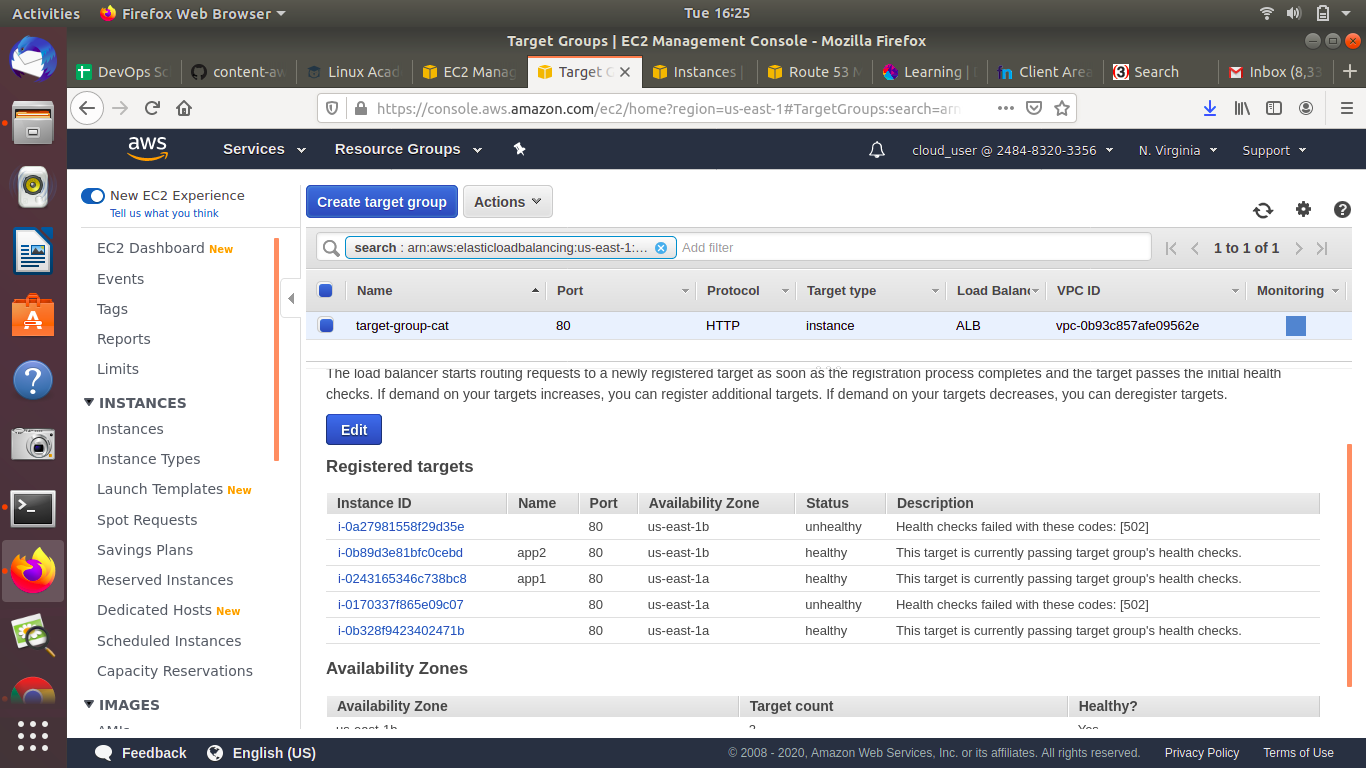 Activities Firefox Web Browser Tue 16:25
Target Groups | EC2 Management Console - Mozilla Firefox
DevOps Sc content-aw Linux Acad EC2 Manag Target G Instances | Route 53 M Learning | Client Area Search Inbox (8,33
https://console.aws.amazon.com/ec2/home?region=us-east-1#TargetGroups:search=arn
aws Services Resource Groups cloud_user @ 2484-8320-3356 N. Virginia Support
New EC2 Experience
Tell us what you think
EC2 Dashboard New
Events
Tags
Reports
Limits
INSTANCES
Instances
Instance Types
Launch Templates New
Spot Requests
Savings Plans
Reserved Instances
Dedicated Hosts New
Scheduled Instances
Capacity Reservations
IMAGES
AMIs
Create target group Actions
search : arn:aws:elasticloadbalancing:us-east-1:... Add filter 1 to 1 of 1
Name Port Protocol Target type Load Balanc VPC ID Monitoring
target-group-cat 80 HTTP instance ALB vpc-0b93c857afe09562e
The load balancer starts routing requests to a newly registered target as soon as the registration process completes and the target passes the initial health
checks. If demand on your targets increases, you can register additional targets. If demand on your targets decreases, you can deregister targets.
Edit
Registered targets
Instance ID Name Port Availability Zone Status Description
i-0a27981558f29d35e 80 us-east-1b unhealthy Health checks failed with these codes: [502]
i-0b89d3e81bfc0cebd app2 80 us-east-1b healthy This target is currently passing target group's health checks.
i-0243165346c738bc8 app1 80 us-east-1a healthy This target is currently passing target group's health checks.
i-0170337f865e09c07 80 us-east-1a unhealthy Health checks failed with these codes: [502]
i-0b328f9423402471b 80 us-east-1a healthy This target is currently passing target group's health checks.
Availability Zones
Availability Zone Target count Healthy?
us-east-1b 2 Yes
Feedback English (US) © 2008 - 2020, Amazon Web Services, Inc. or its affiliates. All rights reserved. Privacy Policy Terms of Use